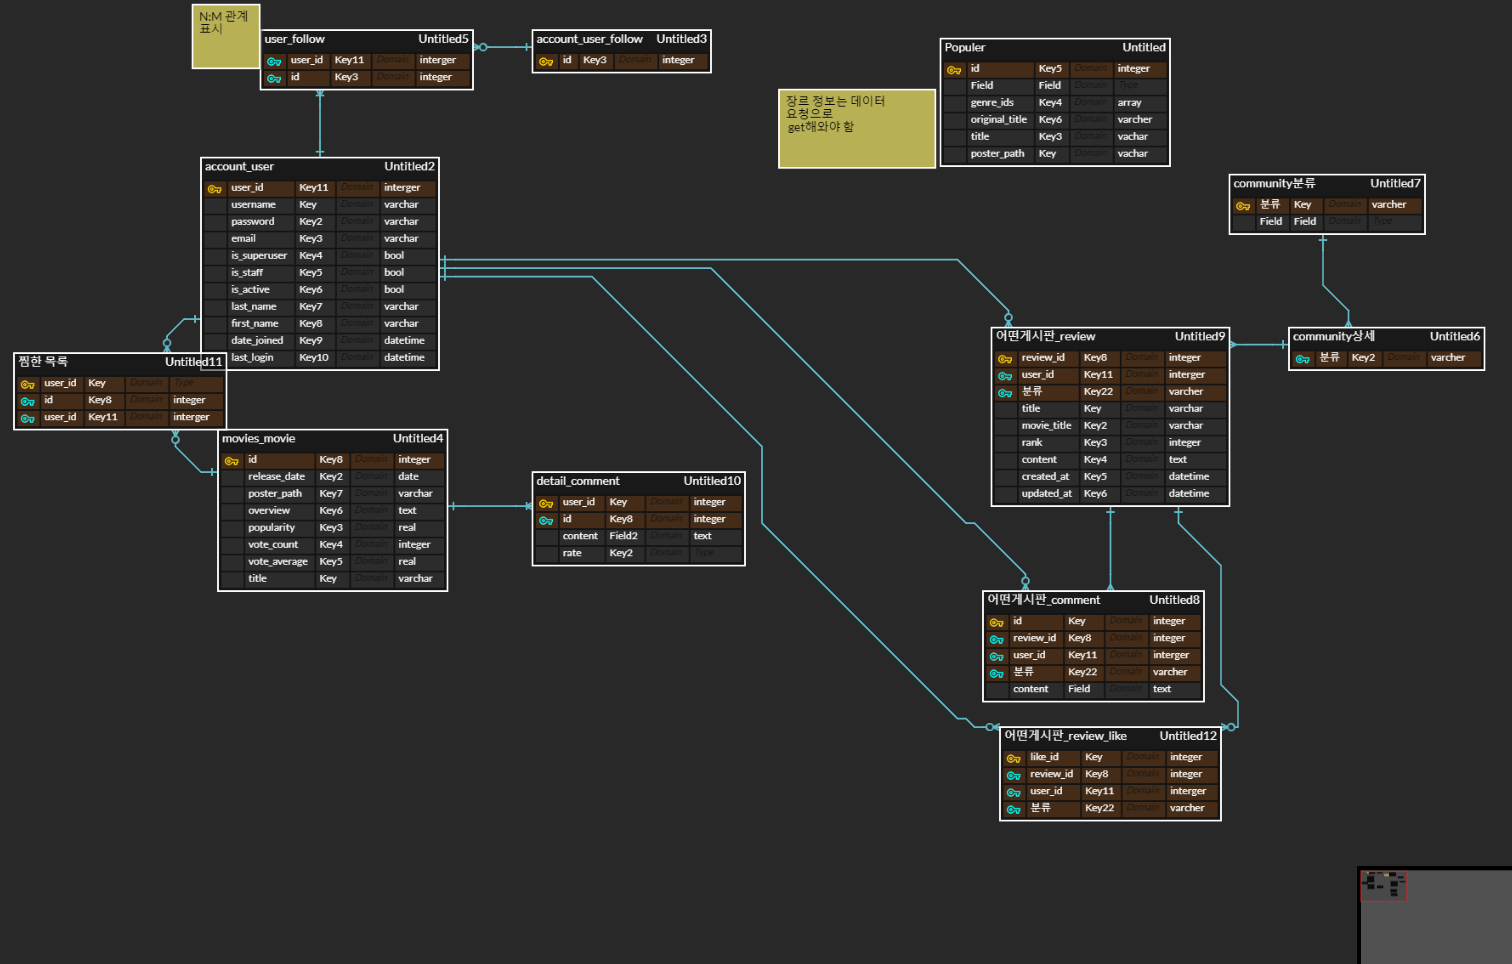 N:M 관계
표시
user_follow Untitled5
user_id Key11 Domain interger
id Key3 Domain integer
account_user_follow Untitled3
id Key3 Domain integer
Populer Untitled
id Key5 Domain integer
Field Field Domain Type
genre_ids Key4 Domain array
original_title Key6 Domain varcher
title Key3 Domain vachar
poster_path Key Domain vachar
장르 정보는 데이터
요청으로
get해와야 함
account_user Untitled2
user_id Key11 Domain interger
username Key Domain varchar
password Key2 Domain varchar
email Key3 Domain varchar
is_superuser Key4 Domain bool
is_staff Key5 Domain bool
is_active Key6 Domain bool
last_name Key7 Domain varchar
first_name Key8 Domain varchar
date_joined Key9 Domain datetime
last_login Key10 Domain datetime
community분류 Untitled7
분류 Key Domain varcher
Field Field Domain Type
어떤게시판_review Untitled9
review_id Key8 Domain integer
user_id Key11 Domain interger
분류 Key22 Domain varcher
title Key Domain varchar
movie_title Key2 Domain varchar
rank Key3 Domain integer
content Key4 Domain text
created_at Key5 Domain datetime
updated_at Key6 Domain datetime
community상세 Untitled6
분류 Key2 Domain varcher
찜한 목록 Untitled11
user_id Key Domain Type
id Key8 Domain integer
user_id Key11 Domain interger
movies_movie Untitled4
id Key8 Domain integer
release_date Key2 Domain date
poster_path Key7 Domain varchar
overview Key6 Domain text
popularity Key3 Domain real
vote_count Key4 Domain integer
vote_average Key5 Domain real
title Key Domain varchar
detail_comment Untitled10
user_id Key Domain integer
id Key8 Domain integer
content Field2 Domain text
rate Key2 Domain Type
어떤게시판_comment Untitled8
id Key Domain integer
review_id Key8 Domain integer
user_id Key11 Domain interger
분류 Key22 Domain varcher
content Field Domain text
어떤게시판_review_like Untitled12
like_id Key Domain integer
review_id Key8 Domain integer
user_id Key11 Domain interger
분류 Key22 Domain varcher